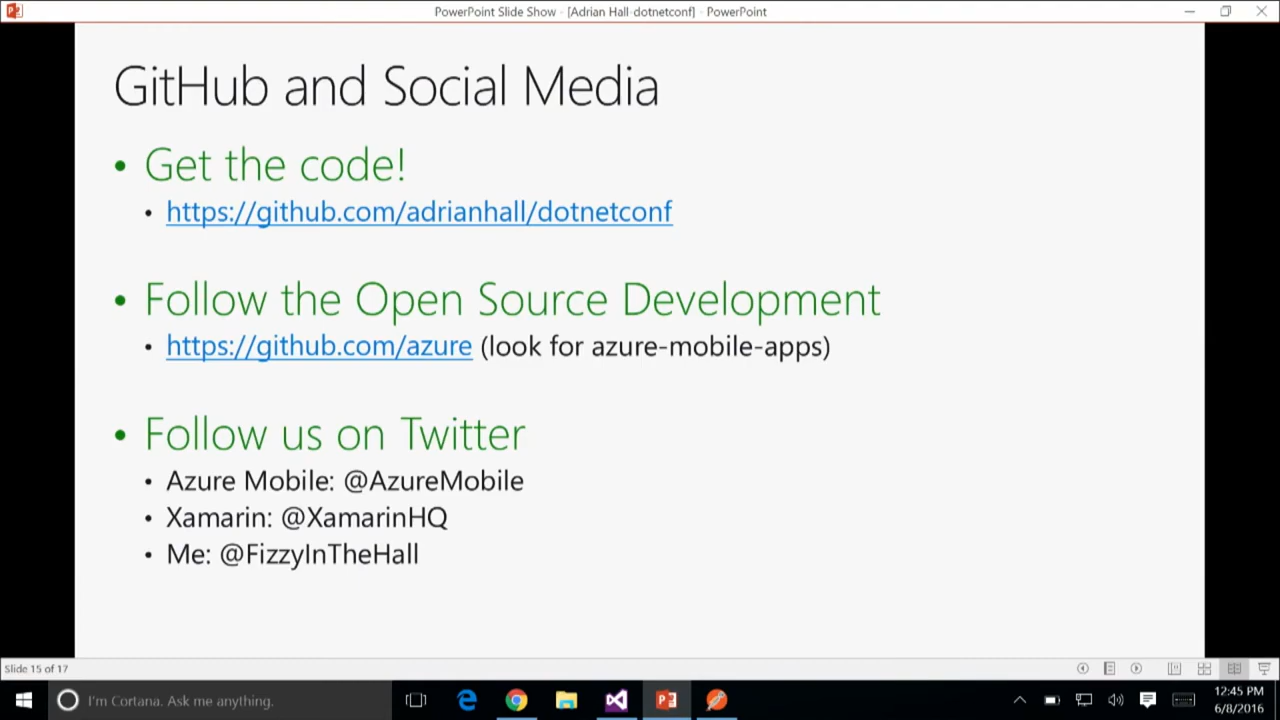 PowerPoint Slide Show - [Adrian Hall-dotnetconf] - PowerPoint
GitHub and Social Media
• Get the code!
• https://github.com/adrianhall/dotnetconf
• Follow the Open Source Development
• https://github.com/azure (look for azure-mobile-apps)
• Follow us on Twitter
• Azure Mobile: @AzureMobile
• Xamarin: @XamarinHQ
• Me: @FizzyInTheHall
Slide 15 of 17
I'm Cortana. Ask me anything.
12:45 PM
6/8/2016